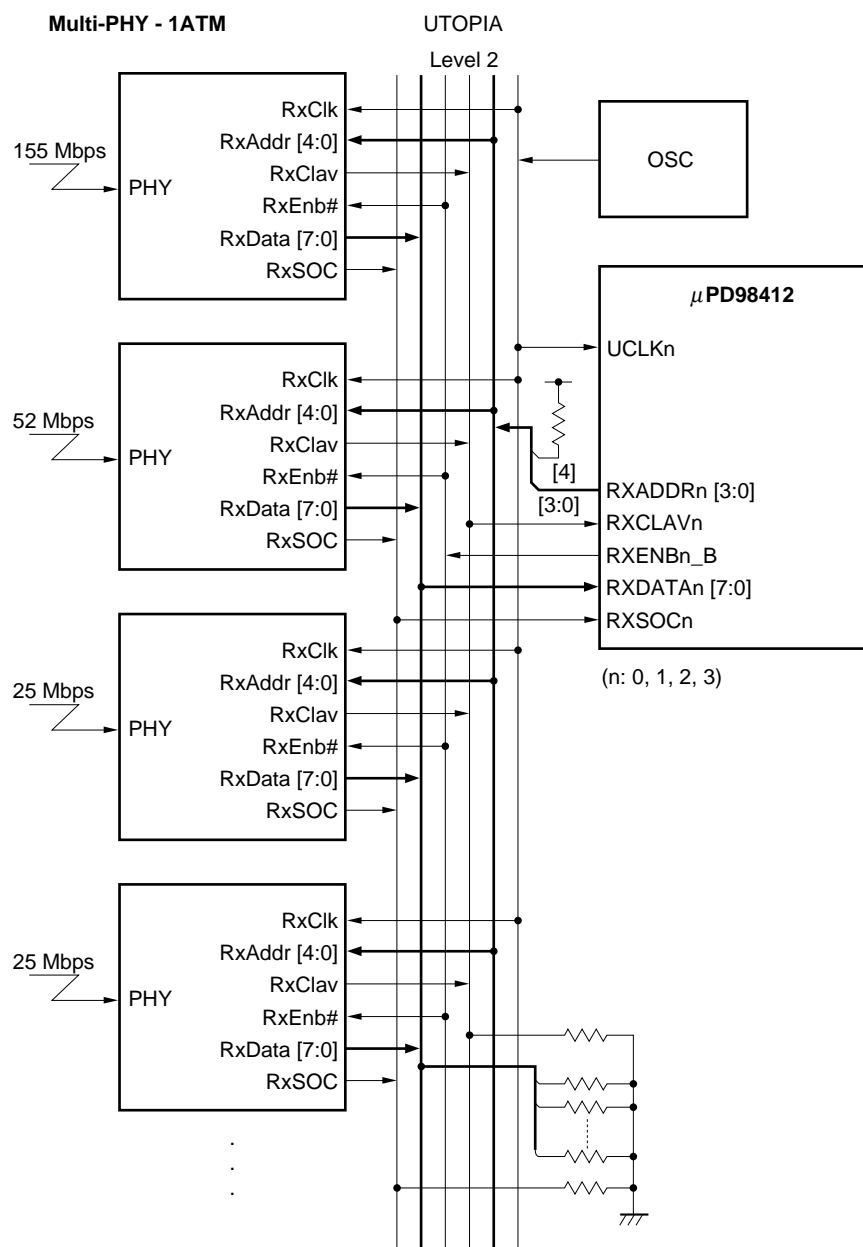 Multi-PHY - 1ATM
UTOPIA
Level 2
155 Mbps
PHY
RxClk
RxAddr [4:0]
RxClav
RxEnb#
RxData [7:0]
RxSOC
OSC
52 Mbps
PHY
RxClk
RxAddr [4:0]
RxClav
RxEnb#
RxData [7:0]
RxSOC
μPD98412
UCLKn
[4]
[3:0]
RXADDRn [3:0]
RXCLAVn
RXENBn_B
RXDATAn [7:0]
RXSOCn
(n: 0, 1, 2, 3)
25 Mbps
PHY
RxClk
RxAddr [4:0]
RxClav
RxEnb#
RxData [7:0]
RxSOC
25 Mbps
PHY
RxClk
RxAddr [4:0]
RxClav
RxEnb#
RxData [7:0]
RxSOC